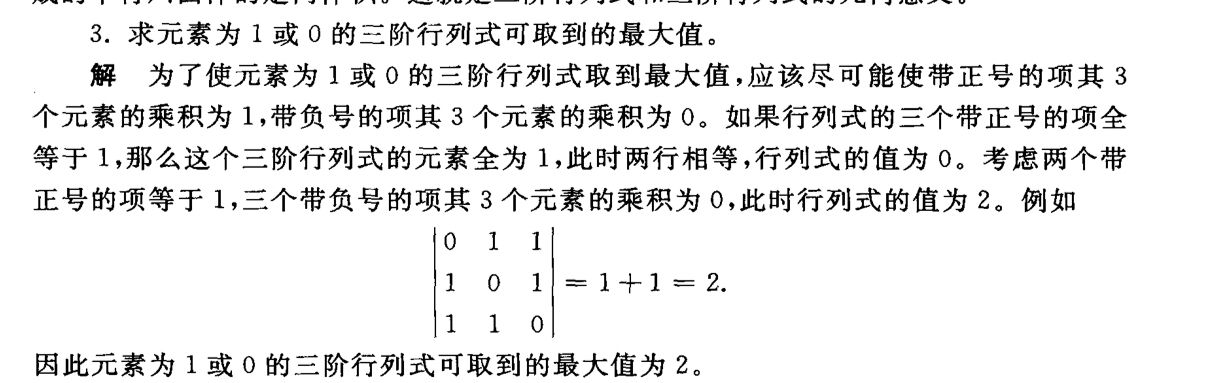 3. 求元素为 1 或 0 的三阶行列式可取到的最大值。
解 为了使元素为 1 或 0 的三阶行列式取到最大值,应该尽可能使带正号的项其 3
个元素的乘积为 1,带负号的项其 3 个元素的乘积为 0。如果行列式的三个带正号的项全
等于 1,那么这个三阶行列式的元素全为 1,此时两行相等,行列式的值为 0。考虑两个带
正号的项等于 1,三个带负号的项其 3 个元素的乘积为 0,此时行列式的值为 2。例如
|0 1 1|
|1 0 1| = 1 + 1 = 2.
|1 1 0|
因此元素为 1 或 0 的三阶行列式可取到的最大值为 2。